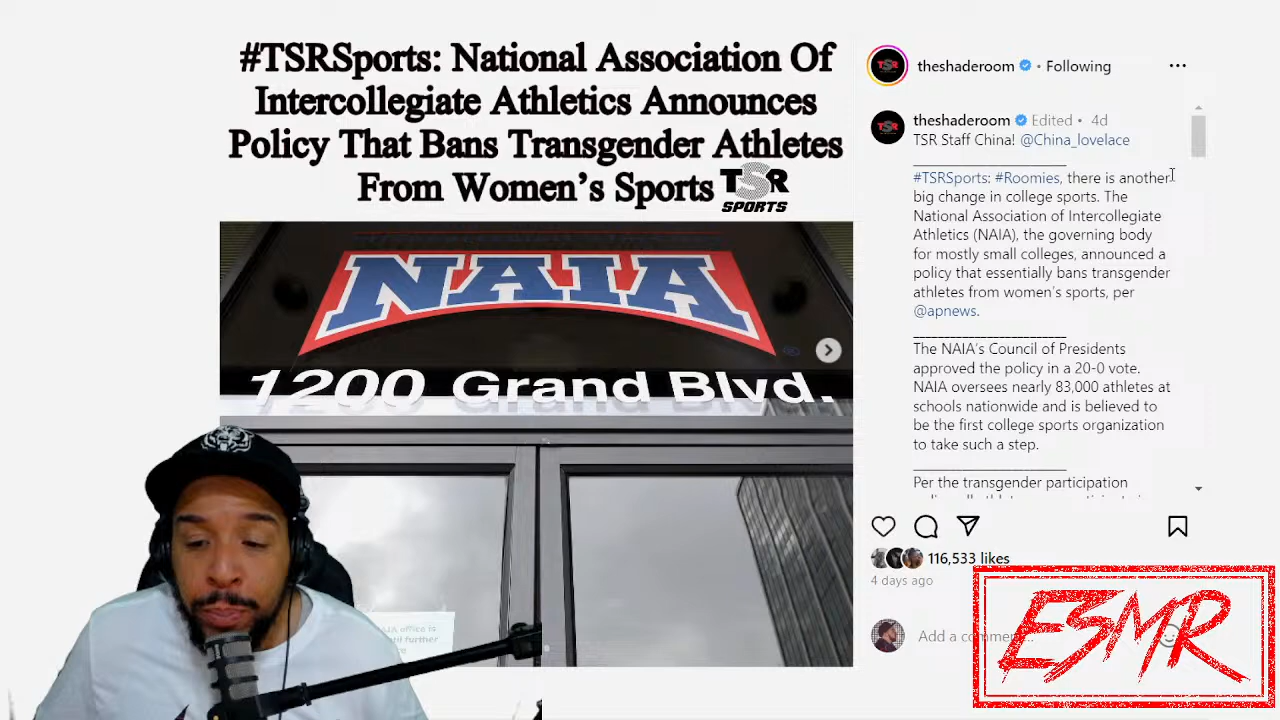 #TSRSports: National Association Of
Intercollegiate Athletics Announces
Policy That Bans Transgender Athletes
From Women's Sports
TSR
SPORTS
NAIA
1200 Grand Blvd.
theshaderoom • Following
theshaderoom Edited • 4d
TSR Staff China! @China_lovelace
#TSRSports: #Roomies, there is another
big change in college sports. The
National Association of Intercollegiate
Athletics (NAIA), the governing body
for mostly small colleges, announced a
policy that essentially bans transgender
athletes from women's sports, per
@apnews.
The NAIA's Council of Presidents
approved the policy in a 20-0 vote.
NAIA oversees nearly 83,000 athletes at
schools nationwide and is believed to
be the first college sports organization
to take such a step.
Per the transgender participation
116,533 likes
4 days ago
Add a
ESMR